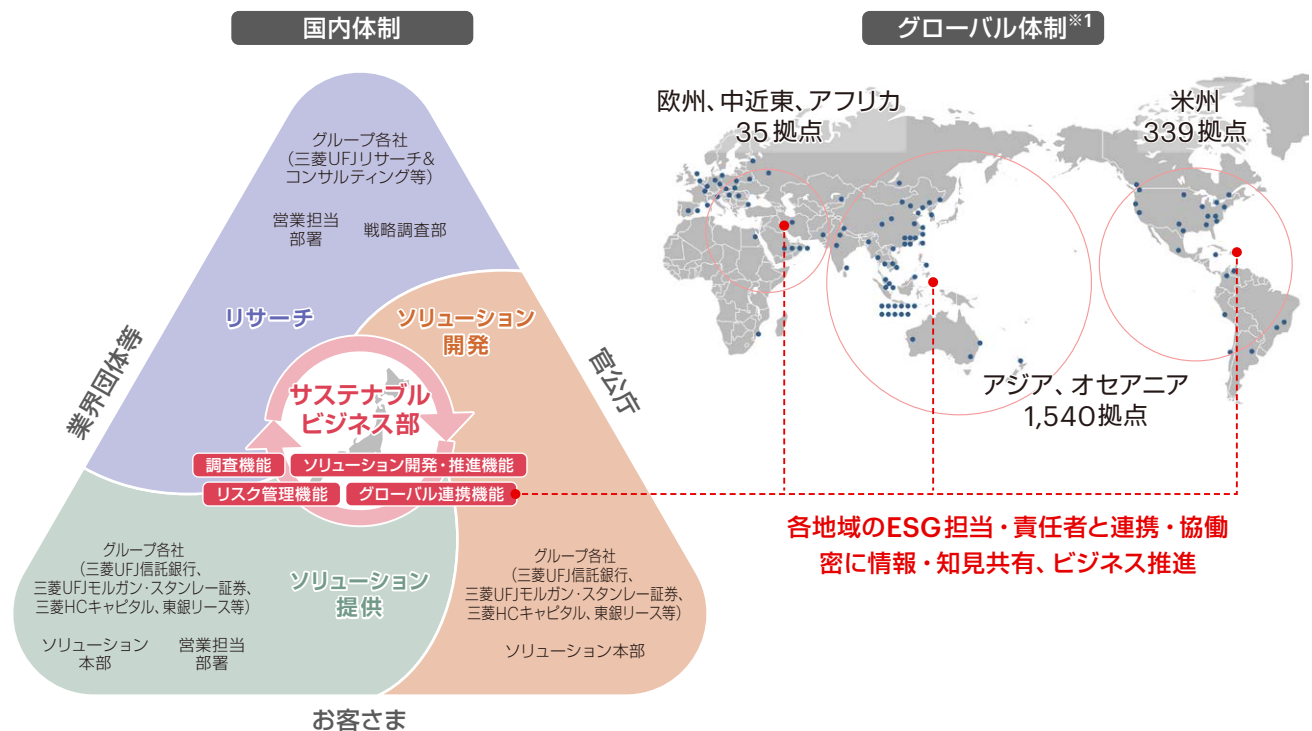 国内体制
グループ各社
(三菱UFJリサーチ&
コンサルティング等)
営業担当
部署
戦略調査部
リサーチ
ソリューション
開発
業界団体等
官公庁
サステナブル
ビジネス部
調査機能
ソリューション開発・推進機能
リスク管理機能
グローバル連携機能
グループ各社
(三菱UFJ信託銀行、
三菱UFJモルガン・スタンレー証券、
三菱HCキャピタル、東銀リース等)
ソリューション
本部
営業担当
部署
ソリューション
提供
グループ各社
(三菱UFJ信託銀行、
三菱UFJモルガン・スタンレー証券、
三菱HCキャピタル、東銀リース等)
ソリューション本部
お客さま
グローバル体制※1
欧州、中近東、アフリカ
35拠点
米州
339拠点
アジア、オセアニア
1,540拠点
各地域のESG担当・責任者と連携・協働
密に情報・知見共有、ビジネス推進